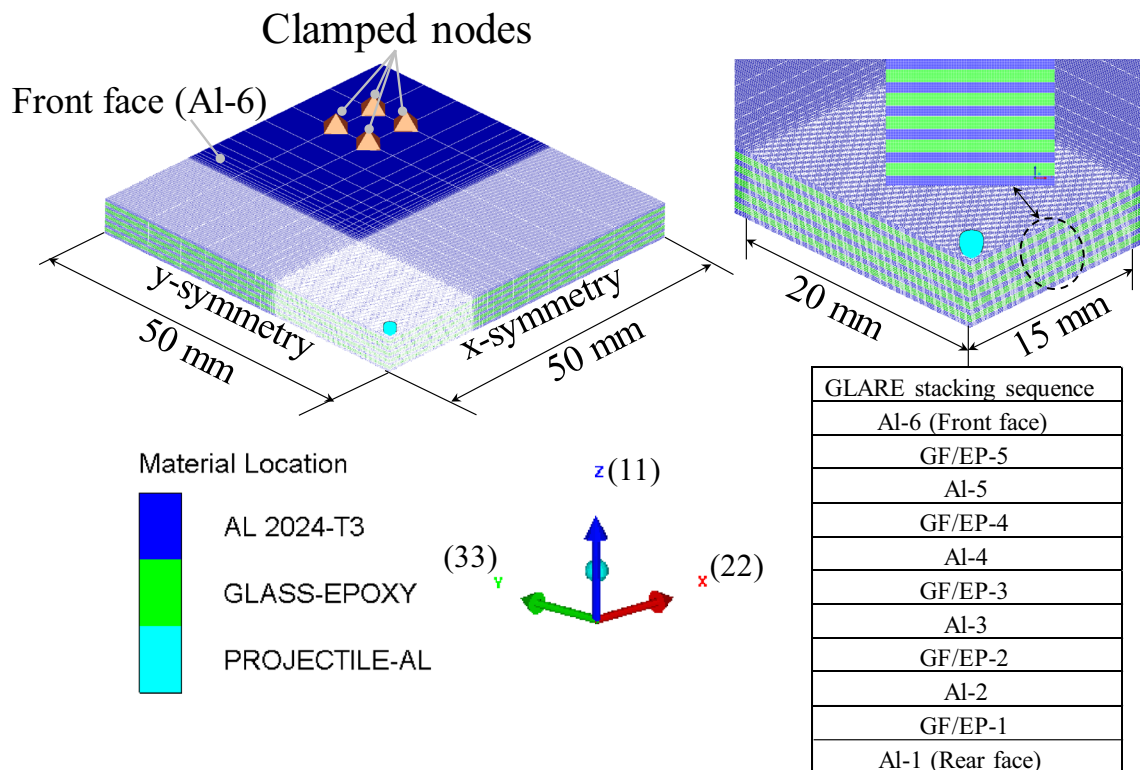 Clamped nodes
Front face (Al-6)
y-symmetry
x-symmetry
50 mm
50 mm
20 mm
15 mm
Material Location
AL 2024-T3
GLASS-EPOXY
PROJECTILE-AL
z (11)
(33) Y
X (22)
GLARE stacking sequence
Al-6 (Front face)
GF/EP-5
Al-5
GF/EP-4
Al-4
GF/EP-3
Al-3
GF/EP-2
Al-2
GF/EP-1
Al-1 (Rear face)